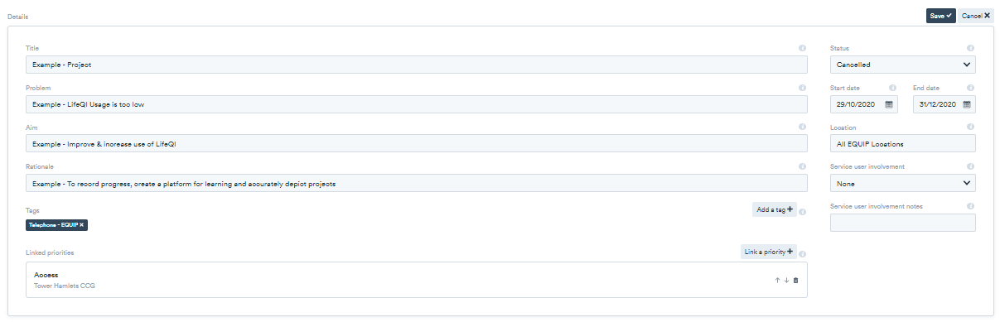 Details
Save
Cancel
Title
Example - Project
Problem
Example - LifeQI Usage is too low
Aim
Example - Improve & increase use of LifeQI
Rationale
Example - To record progress, create a platform for learning and accurately depict projects
Tags
Add a tag +
Telephone - EQUIP ×
Linked priorities
Link a priority +
Access
Tower Hamlets CCG
Status
Cancelled
Start date
End date
29/10/2020
31/12/2020
Location
All EQUIP Locations
Service user involvement
None
Service user involvement notes